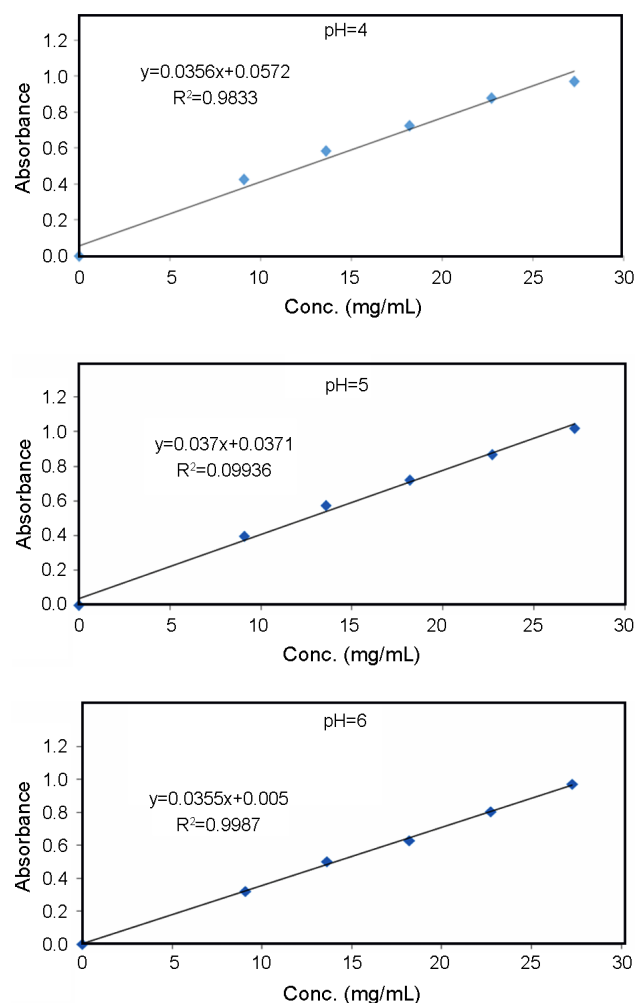 pH=4
y=0.0356x+0.0572
R²=0.9833
Absorbance
1.2
1.0
0.8
0.6
0.4
0.2
0.0
0 5 10 15 20 25 30
Conc. (mg/mL)
pH=5
y=0.037x+0.0371
R²=0.09936
Absorbance
1.2
1.0
0.8
0.6
0.4
0.2
0.0
0 5 10 15 20 25 30
Conc. (mg/mL)
pH=6
y=0.0355x+0.005
R²=0.9987
Absorbance
1.2
1.0
0.8
0.6
0.4
0.2
0.0
0 5 10 15 20 25 30
Conc. (mg/mL)